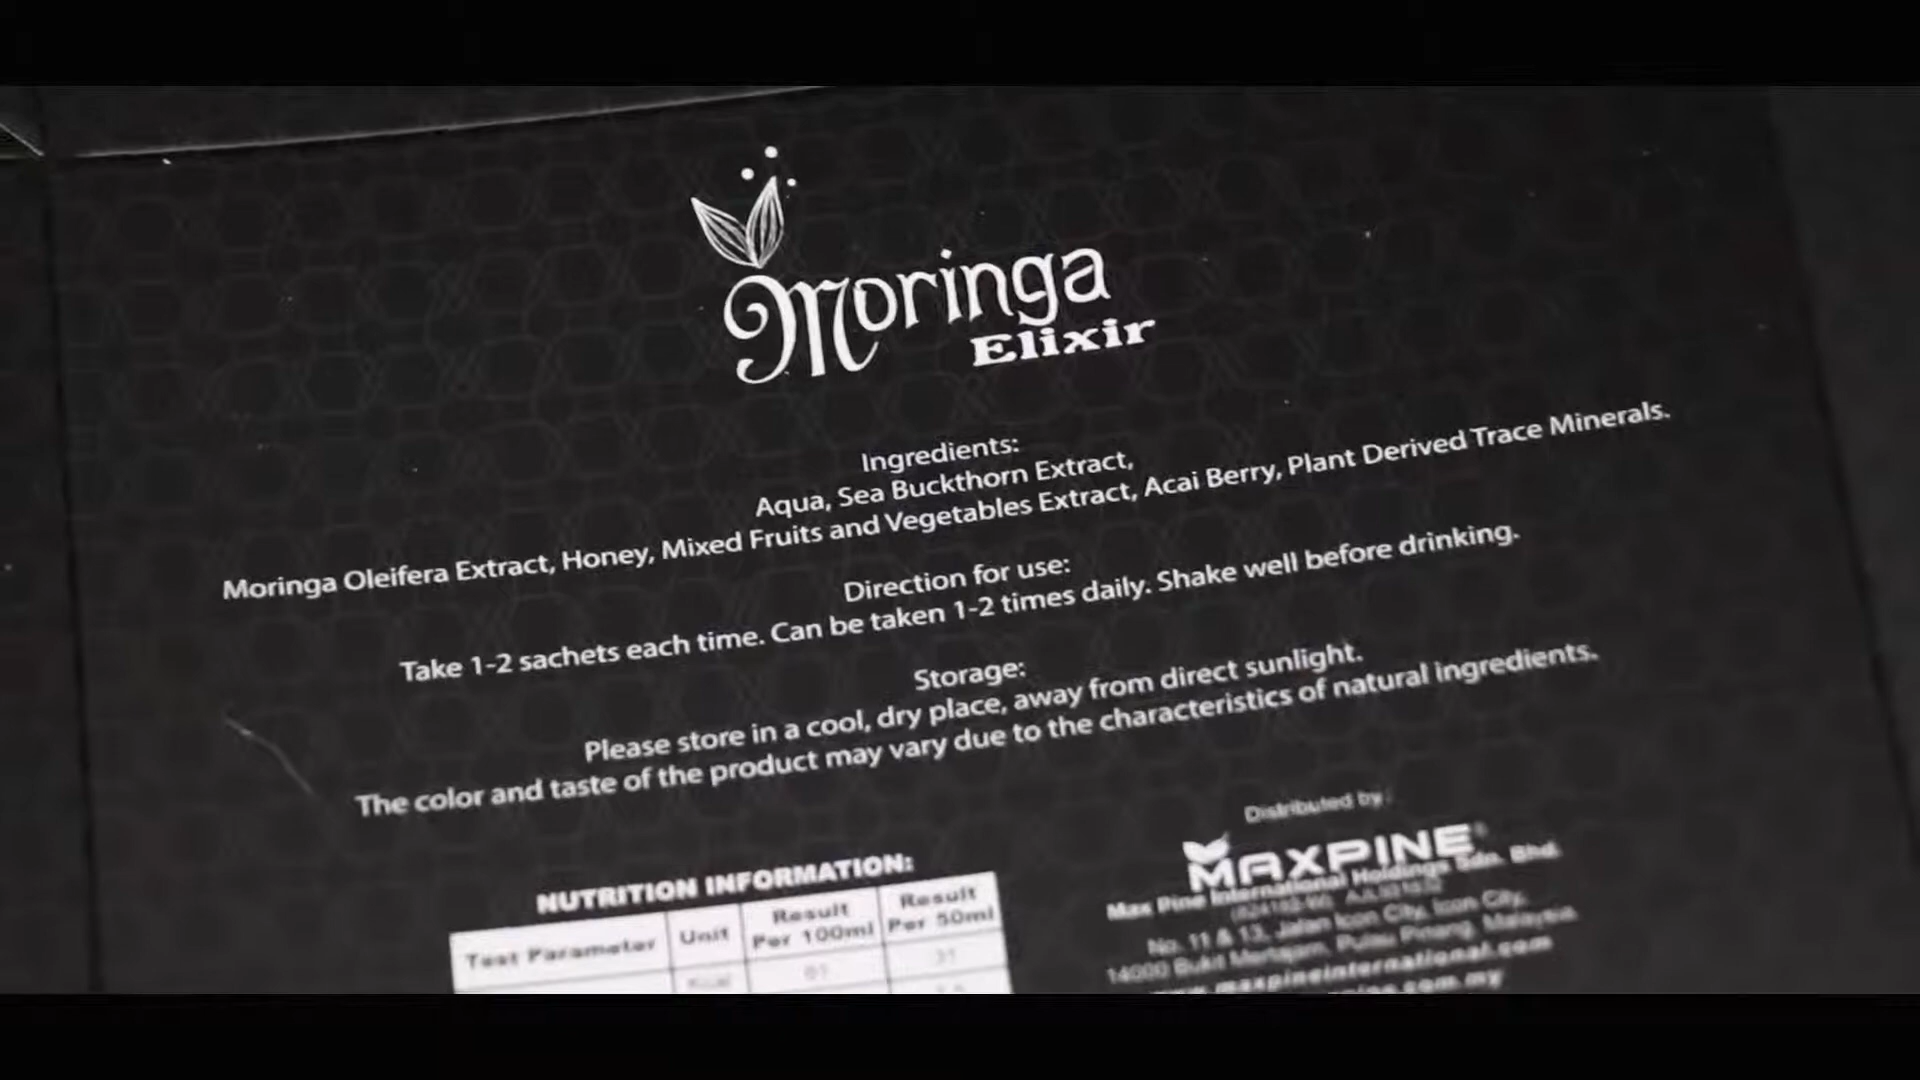 Moringa
Elixir
Ingredients:
Aqua, Sea Buckthorn Extract,
Moringa Oleifera Extract, Honey, Mixed Fruits and Vegetables Extract, Acai Berry, Plant Derived Trace Minerals.
Direction for use:
Take 1-2 sachets each time. Can be taken 1-2 times daily. Shake well before drinking.
Storage:
Please store in a cool, dry place, away from direct sunlight.
The color and taste of the product may vary due to the characteristics of natural ingredients.
NUTRITION INFORMATION:
Test Parameter Unit Result Per 100ml Result Per 50ml
Kcal 61 31
Distributed by:
MAXPINE
Max Pine International Holdings Sdn. Bhd.
No. 11 & 13, Jalan Icon City, Icon City,
14000 Bukit Mertajam, Pulau Pinang, Malaysia
www.maxpineinternational.com